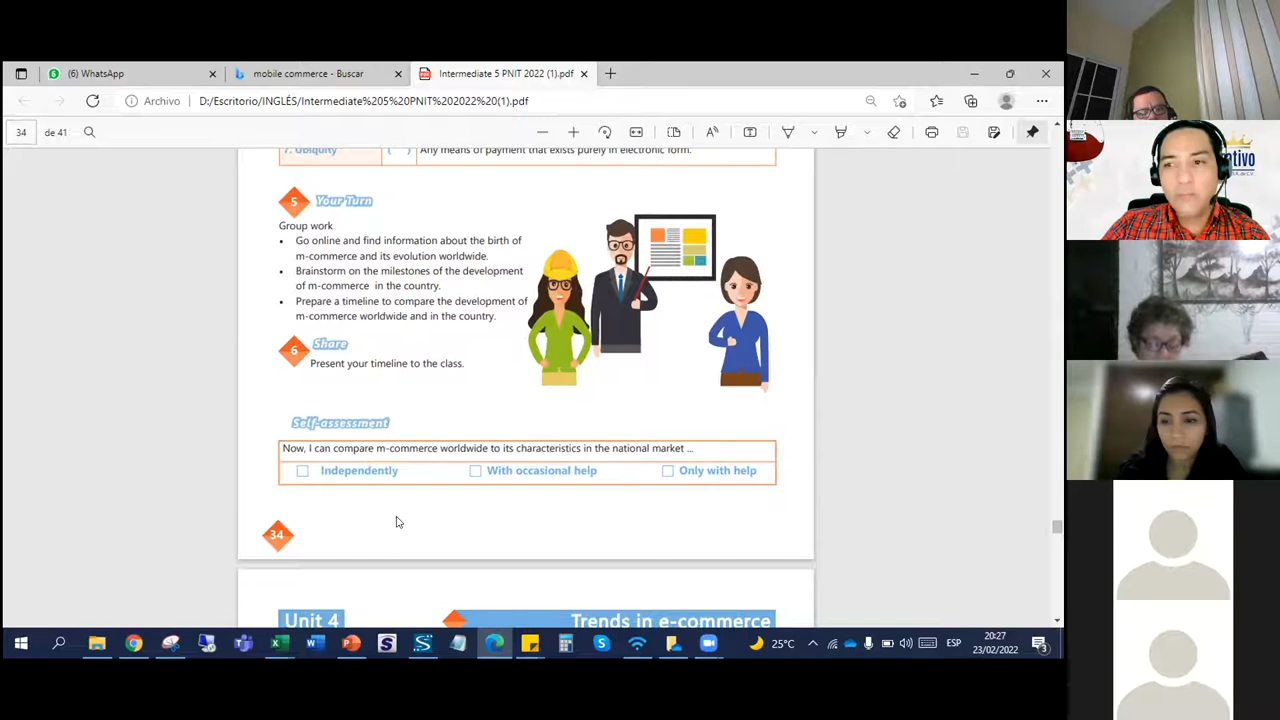 (6) WhatsApp
mobile commerce - Buscar
Intermediate 5 PNIT 2022 (1).pdf
Archivo
D:/Escritorio/INGLÉS/Intermediate%205%20PNIT%202022%20(1).pdf
34
de 41
7. Ubiquity ( ) Any means of payment that exists purely in electronic form.
5 Your Turn
Group work
• Go online and find information about the birth of
m-commerce and its evolution worldwide.
• Brainstorm on the milestones of the development
of m-commerce in the country.
• Prepare a timeline to compare the development of
m-commerce worldwide and in the country.
6 Share
Present your timeline to the class.
Self-assessment
Now, I can compare m-commerce worldwide to its characteristics in the national market ...
Independently
With occasional help
Only with help
34
Unit 4
Trends in e-commerce
25°C
ESP
20:27
23/02/2022